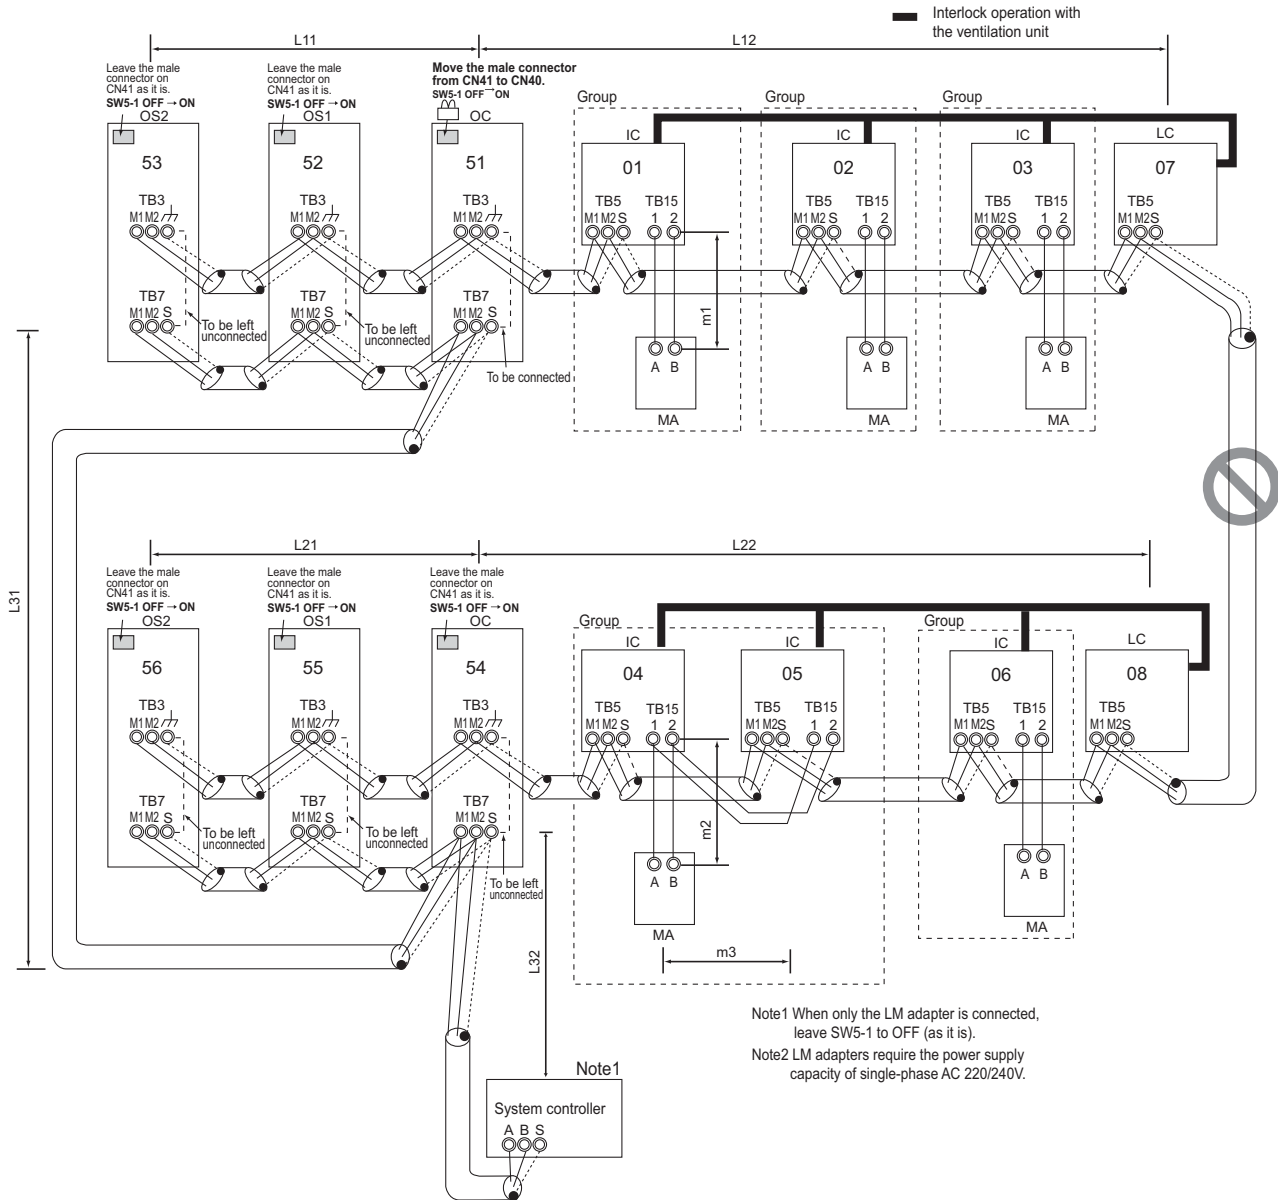 Interlock operation with
the ventilation unit
L11
L12
Leave the male
connector on
CN41 as it is.
SW5-1 OFF → ON
OS2
53
TB3
M1 M2
TB7
M1 M2 S
To be left
unconnected
Leave the male
connector on
CN41 as it is.
SW5-1 OFF → ON
OS1
52
TB3
M1 M2
TB7
M1 M2 S
To be left
unconnected
Move the male connector
from CN41 to CN40.
SW5-1 OFF → ON
OC
51
TB3
M1 M2
TB7
M1 M2 S
To be connected
Group
IC
01
TB5
M1 M2 S
TB15
1 2
m1
A B
MA
Group
IC
02
TB5
M1 M2 S
TB15
1 2
A B
MA
Group
IC
03
TB5
M1 M2 S
TB15
1 2
A B
MA
LC
07
TB5
M1 M2 S
L31
L21
L22
Leave the male
connector on
CN41 as it is.
SW5-1 OFF → ON
OS2
56
TB3
M1 M2
TB7
M1 M2 S
To be left
unconnected
Leave the male
connector on
CN41 as it is.
SW5-1 OFF → ON
OS1
55
TB3
M1 M2
TB7
M1 M2 S
To be left
unconnected
Leave the male
connector on
CN41 as it is.
SW5-1 OFF → ON
OC
54
TB3
M1 M2
TB7
M1 M2 S
To be left
unconnected
Group
IC
04
TB5
M1 M2 S
TB15
1 2
m2
A B
MA
IC
05
TB5
M1 M2 S
TB15
1 2
m3
Group
IC
06
TB5
M1 M2 S
TB15
1 2
A B
MA
LC
08
TB5
M1 M2 S
L32
Note1 When only the LM adapter is connected,
leave SW5-1 to OFF (as it is).
Note2 LM adapters require the power supply
capacity of single-phase AC 220/240V.
Note1
System controller
A B S